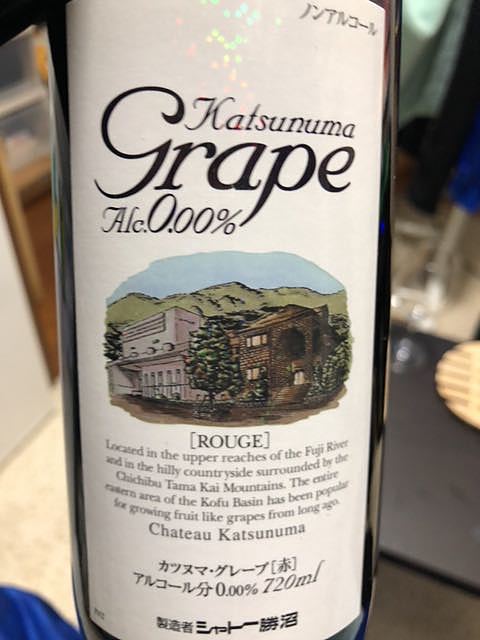 ノンアルコール
Katsunuma
Grape
Alc.0.00%
[ROUGE]
Located in the upper reaches of the Fuji River
and in the hilly countryside surrounded by the
Chichibu Tama Kai Mountains. The entire
eastern area of the Kofu Basin has been popular
for growing fruit like grapes from long ago.
Chateau Katsunuma
カツヌマ・グレープ[赤]
アルコール分0.00% 720ml
製造者 シャトー勝沼